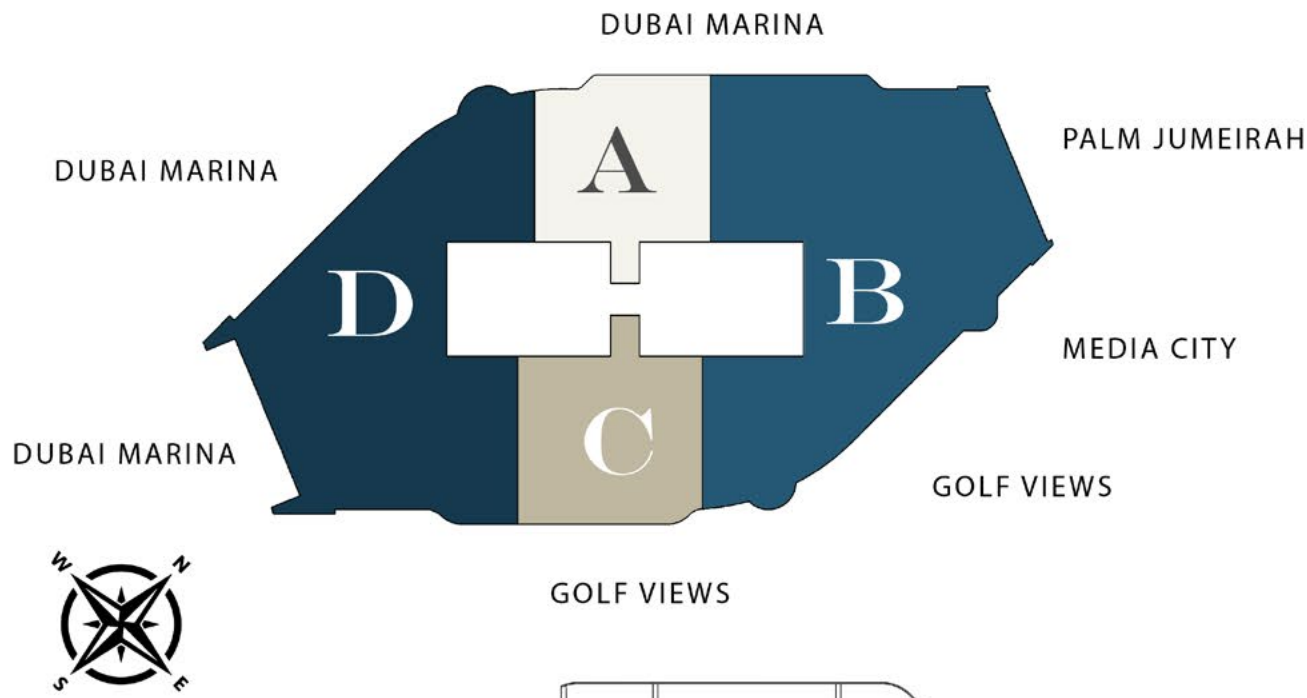 DUBAI MARINA
DUBAI MARINA
PALM JUMEIRAH
A
D
B
MEDIA CITY
C
DUBAI MARINA
GOLF VIEWS
GOLF VIEWS
W N
S E